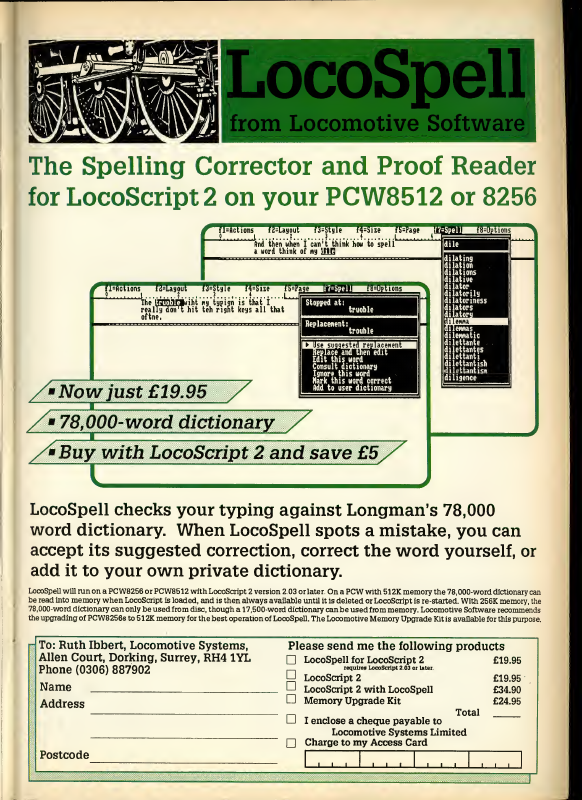 LocoSpell
from Locomotive Software
The Spelling Corrector and Proof Reader
for LocoScript 2 on your PCW8512 or 8256
f1=Actions f2=Layout f3=Style f4=Size f5=Page f7=Spell f8=Options
And then when I can't think how to spell
a word think of my dile
dile
dilating
dilation
dilations
dilative
dilator
dilatorily
dilatoriness
dilators
dilatory
dilemma
dilemmas
dilemmatic
dilettante
dilettantes
dilettanti
dilettantish
dilettantism
diligence
f1=Actions f2=Layout f3=Style f4=Size f5=Page f7=Spell f8=Options
The truoble wiht my typign is that I
really don't hit teh right keys all that
oftne.
Stopped at:
truoble
Replacement:
trouble
Use suggested replacement
Replace and then edit
Edit this word
Consult dictionary
Ignore this word
Mark this word correct
Add to user dictionary
▪ Now just £19.95
▪ 78,000-word dictionary
▪ Buy with LocoScript 2 and save £5
LocoSpell checks your typing against Longman's 78,000
word dictionary. When LocoSpell spots a mistake, you can
accept its suggested correction, correct the word yourself, or
add it to your own private dictionary.
LocoSpell will run on a PCW8256 or PCW8512 with LocoScript 2 version 2.03 or later. On a PCW with 512K memory the 78,000-word dictionary can
be read into memory when LocoScript is loaded, and is then always available until it is deleted or LocoScript is re-started. With 256K memory, the
78,000-word dictionary can only be used from disc, though a 17,500-word dictionary can be used from memory. Locomotive Software recommends
the upgrading of PCW8256s to 512K memory for the best operation of LocoSpell. The Locomotive Memory Upgrade Kit is available for this purpose.
To: Ruth Ibbert, Locomotive Systems,
Allen Court, Dorking, Surrey, RH4 1YL
Phone (0306) 887902
Name
Address
Postcode
Please send me the following products
LocoSpell for LocoScript 2 £19.95
requires LocoScript 2.03 or later.
LocoScript 2 £19.95
LocoScript 2 with LocoSpell £34.90
Memory Upgrade Kit £24.95
Total
I enclose a cheque payable to
Locomotive Systems Limited
Charge to my Access Card